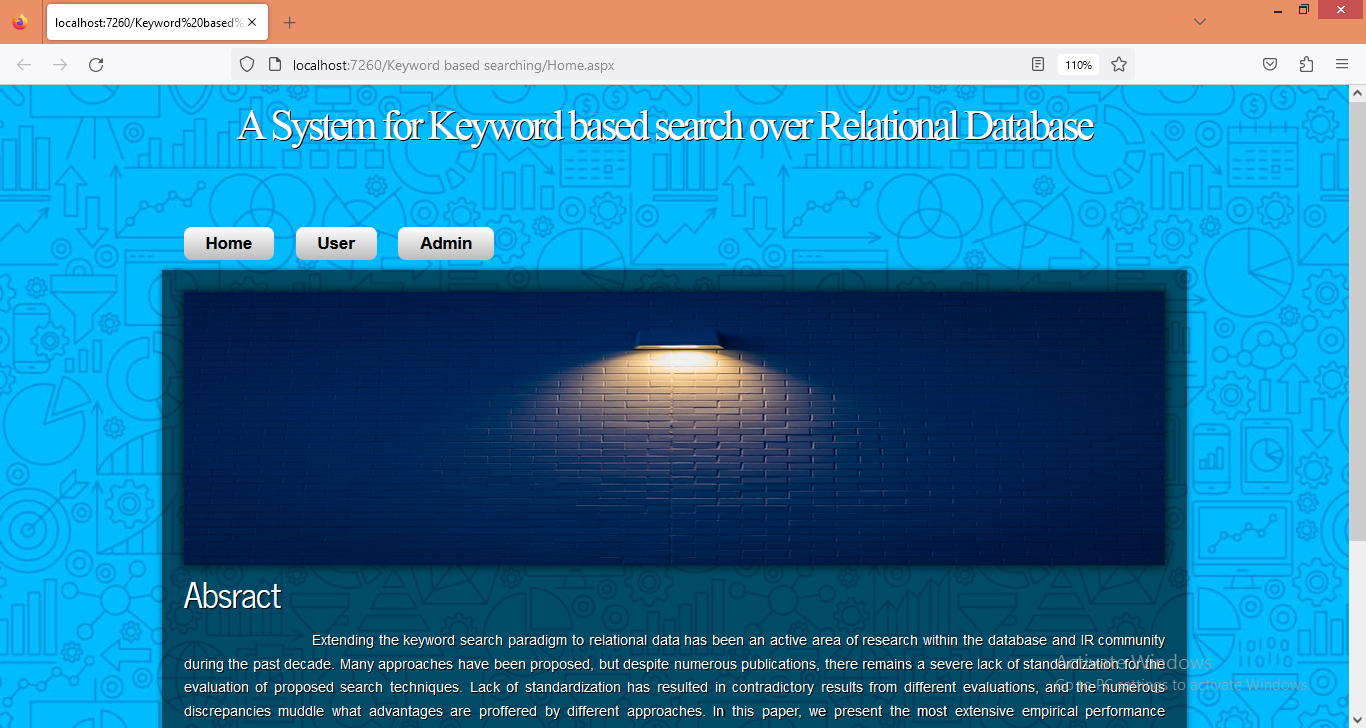 localhost:7260/Keyword%20based%
localhost:7260/Keyword based searching/Home.aspx
110%
A System for Keyword based search over Relational Database
Home
User
Admin
Absract
Extending the keyword search paradigm to relational data has been an active area of research within the database and IR community
during the past decade. Many approaches have been proposed, but despite numerous publications, there remains a severe lack of standardization for the
evaluation of proposed search techniques. Lack of standardization has resulted in contradictory results from different evaluations, and the numerous
discrepancies muddle what advantages are proffered by different approaches. In this paper, we present the most extensive empirical performance
Activate Windows
Go to PC settings to activate Windows.